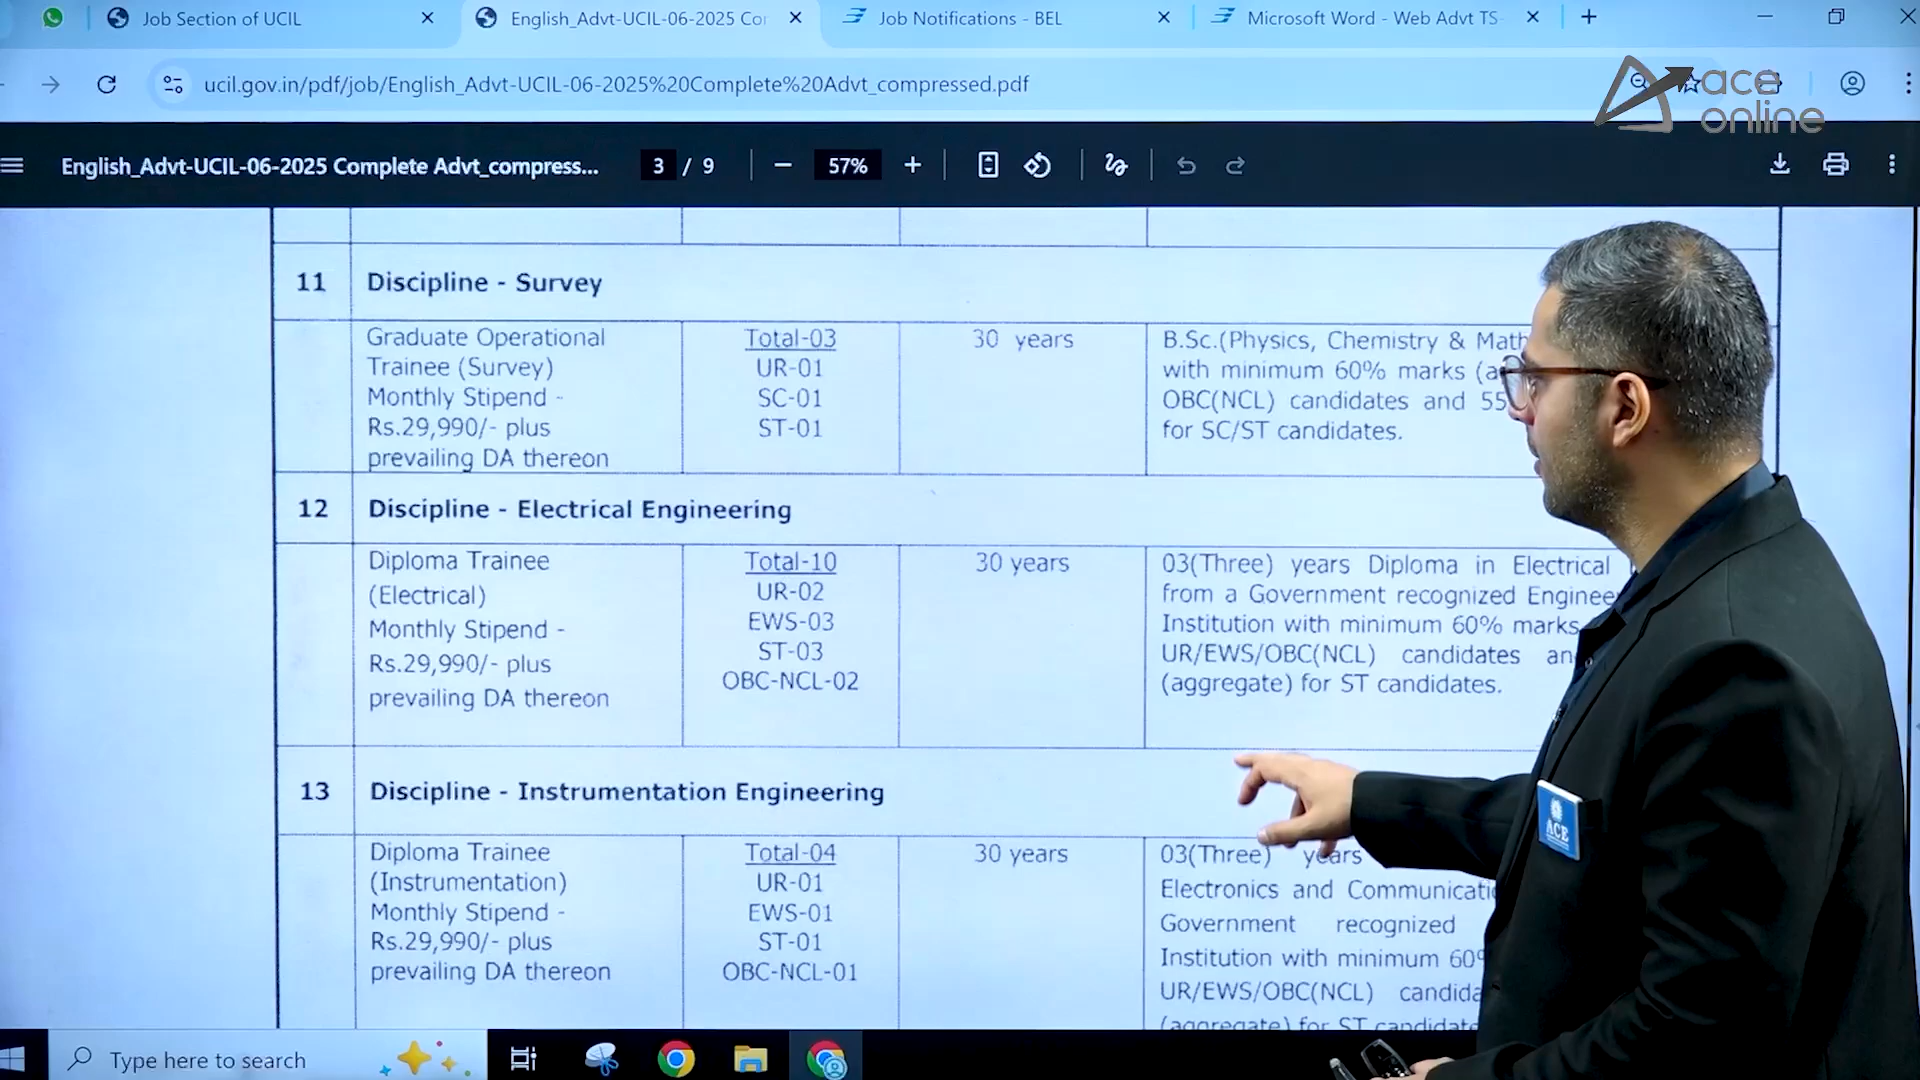 Job Section of UCIL
English_Advt-UCIL-06-2025 Co
Job Notifications - BEL
Microsoft Word - Web Advt TS-
ucil.gov.in/pdf/job/English_Advt-UCIL-06-2025%20Complete%20Advt_compressed.pdf
ace
online
English_Advt-UCIL-06-2025 Complete Advt_compress...
3 / 9
57%
11 Discipline - Survey
Graduate Operational
Trainee (Survey)
Monthly Stipend -
Rs.29,990/- plus
prevailing DA thereon
Total-03
UR-01
SC-01
ST-01
30 years
B.Sc.(Physics, Chemistry & Math
with minimum 60% marks
OBC(NCL) candidates and 55
for SC/ST candidates.
12 Discipline - Electrical Engineering
Diploma Trainee
(Electrical)
Monthly Stipend -
Rs.29,990/- plus
prevailing DA thereon
Total-10
UR-02
EWS-03
ST-03
OBC-NCL-02
30 years
03(Three) years Diploma in Electrical
from a Government recognized Enginee
Institution with minimum 60% marks
UR/EWS/OBC(NCL) candidates an
(aggregate) for ST candidates.
13 Discipline - Instrumentation Engineering
Diploma Trainee
(Instrumentation)
Monthly Stipend -
Rs.29,990/- plus
prevailing DA thereon
Total-04
UR-01
EWS-01
ST-01
OBC-NCL-01
30 years
03(Three) years
Electronics and Communicati
Government recognized
Institution with minimum 60
UR/EWS/OBC(NCL) candida
(aggregate) for ST candidat
ACE
Type here to search